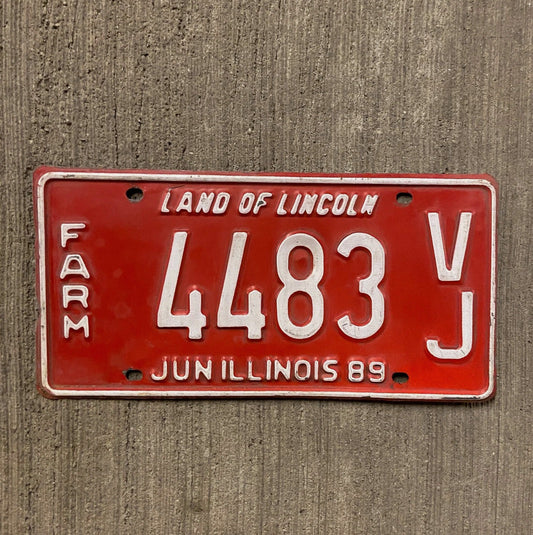 LAND OF LINCOLN
FARM
4483
VJ
JUN ILLINOIS 89